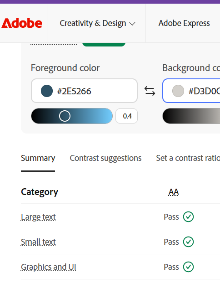 Adobe Creativity & Design Adobe Express
Foreground color Background co
#2E5266 #D3D0C
0.4
Summary Contrast suggestions Set a contrast ratio
Category AA
Large text Pass
Small text Pass
Graphics and UI Pass